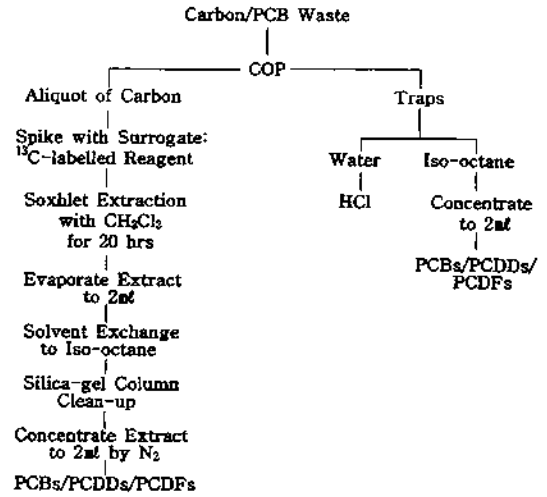 Carbon/PCB Waste
COP
Aliquot of Carbon
Spike with Surrogate:
¹³C-labelled Reagent
Soxhlet Extraction
with CH₂Cl₂
for 20 hrs
Evaporate Extract
to 2mℓ
Solvent Exchange
to Iso-octane
Silica-gel Column
Clean-up
Concentrate Extract
to 2mℓ by N₂
PCBs/PCDDs/PCDFs
Traps
Water
HCl
Iso-octane
Concentrate
to 2mℓ
PCBs/PCDDs/
PCDFs